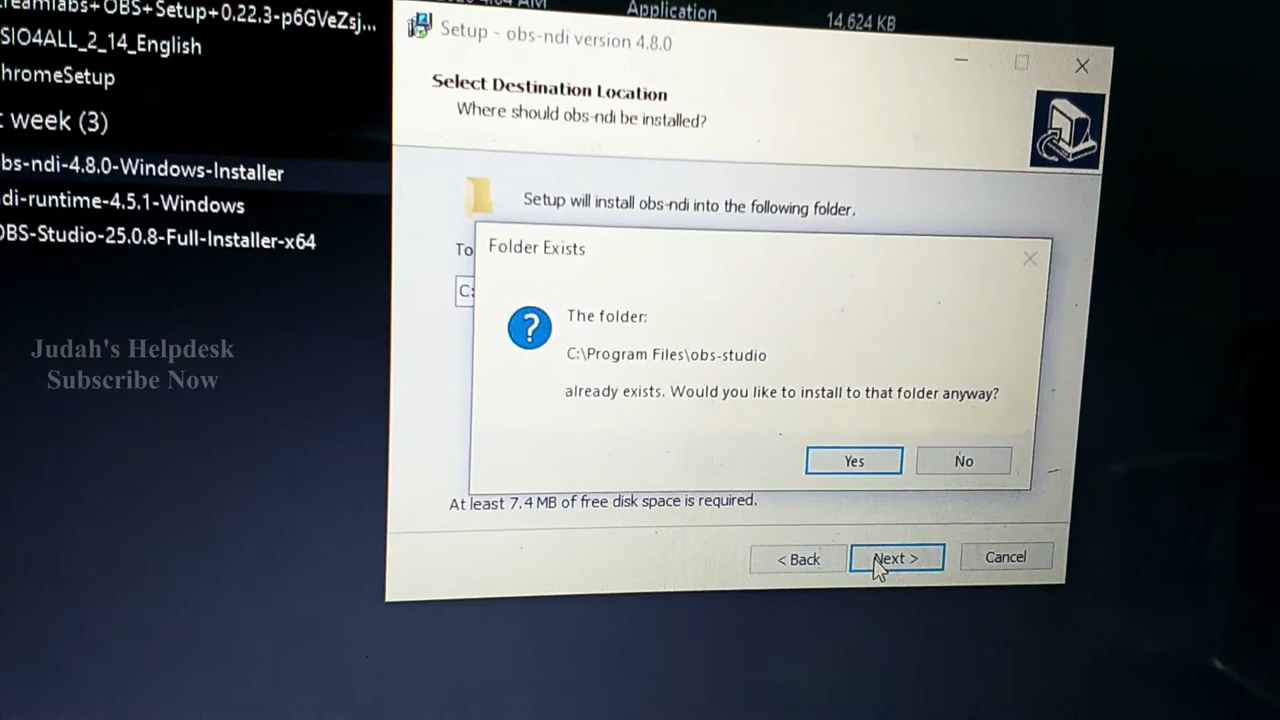 OBS+Setup+0.22.3-p6GVeZsj...
Application
14,624 KB
SIO4ALL_2_14_English
hromeSetup
week (3)
bs-ndi-4.8.0-Windows-Installer
di-runtime-4.5.1-Windows
OBS-Studio-25.0.8-Full-Installer-x64
Judah's Helpdesk
Subscribe Now
Setup - obs-ndi version 4.8.0
Select Destination Location
Where should obs-ndi be installed?
Setup will install obs-ndi into the following folder.
To
C:
Folder Exists
The folder:
C:\Program Files\obs-studio
already exists. Would you like to install to that folder anyway?
Yes
No
At least 7.4 MB of free disk space is required.
< Back
Next >
Cancel